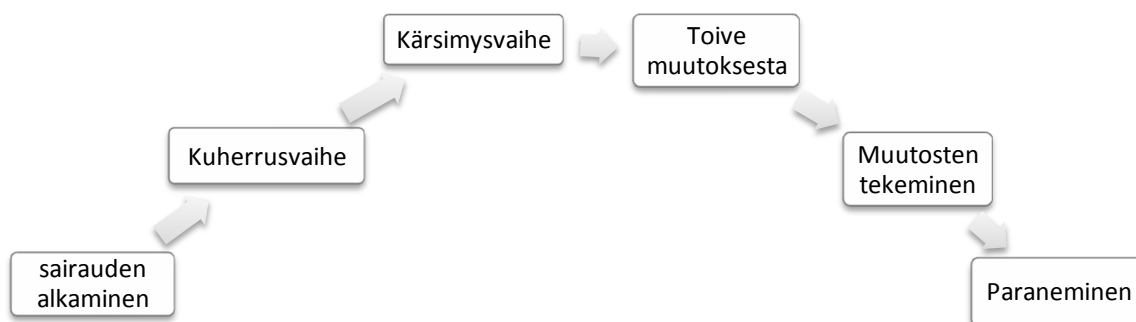 sairauden
alkaminen
Kuherrusvaihe
Kärsimysvaihe
Toive
muutoksesta
Muutosten
tekeminen
Paraneminen